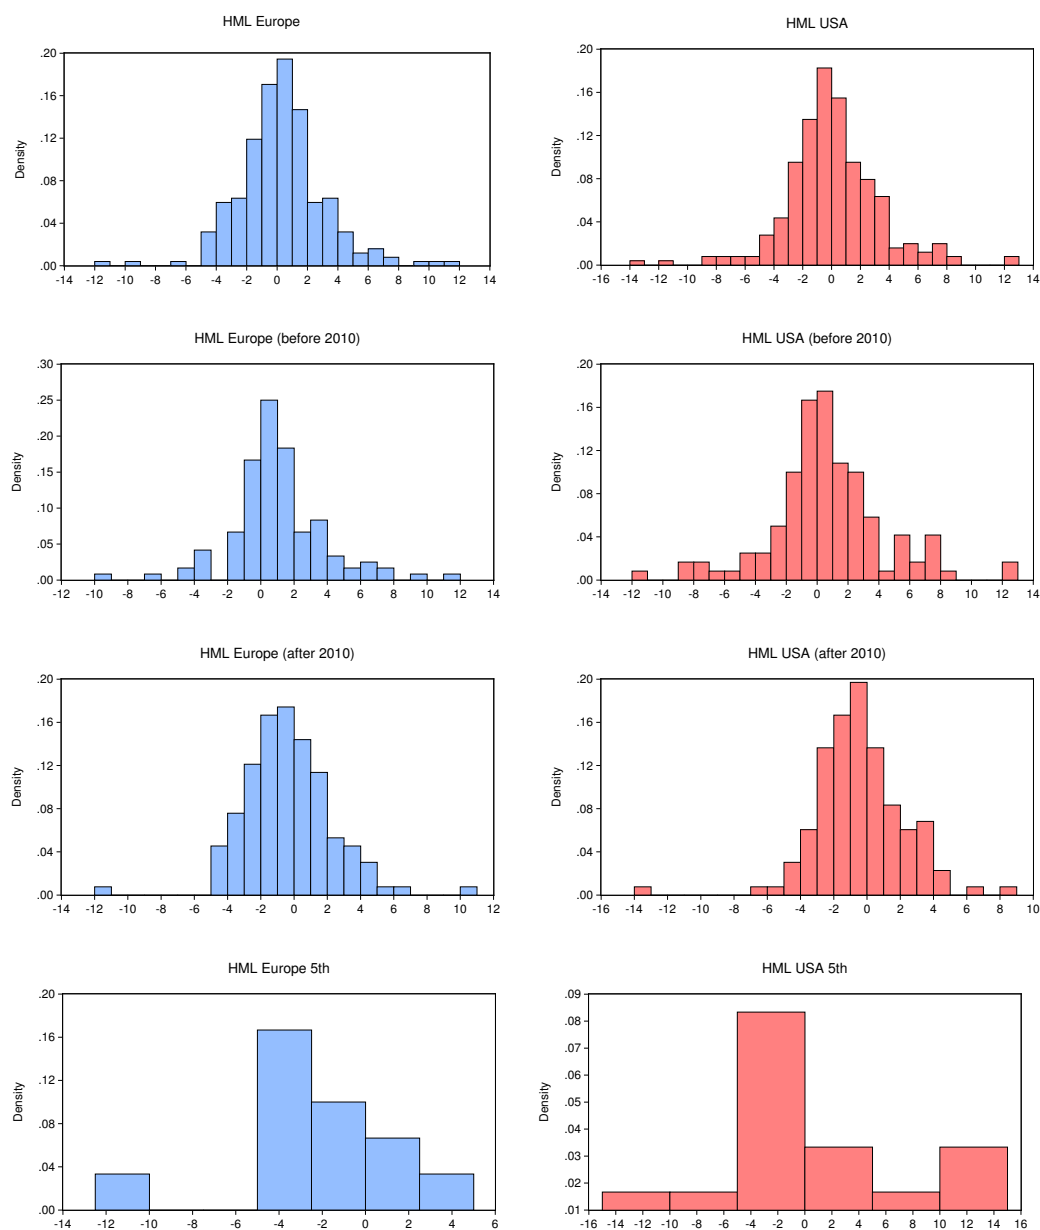 HML Europe
.20
.16
.12
.08
.04
.00
Density
-14 -12 -10 -8 -6 -4 -2 0 2 4 6 8 10 12 14
HML USA
.20
.16
.12
.08
.04
.00
Density
-16 -14 -12 -10 -8 -6 -4 -2 0 2 4 6 8 10 12 14
HML Europe (before 2010)
.30
.25
.20
.15
.10
.05
.00
Density
-12 -10 -8 -6 -4 -2 0 2 4 6 8 10 12 14
HML USA (before 2010)
.20
.16
.12
.08
.04
.00
Density
-14 -12 -10 -8 -6 -4 -2 0 2 4 6 8 10 12 14
HML Europe (after 2010)
.20
.16
.12
.08
.04
.00
Density
-14 -12 -10 -8 -6 -4 -2 0 2 4 6 8 10 12
HML USA (after 2010)
.20
.16
.12
.08
.04
.00
Density
-16 -14 -12 -10 -8 -6 -4 -2 0 2 4 6 8 10
HML Europe 5th
.20
.16
.12
.08
.04
.00
Density
-14 -12 -10 -8 -6 -4 -2 0 2 4 6
HML USA 5th
.09
.08
.07
.06
.05
.04
.03
.02
.01
Density
-16 -14 -12 -10 -8 -6 -4 -2 0 2 4 6 8 10 12 14 16